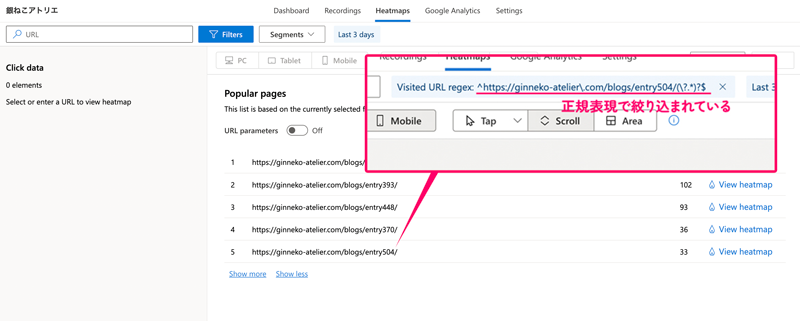 銀ねこアトリエ
Dashboard Recordings Heatmaps Google Analytics Settings
URL
Filters
Segments
Last 3 days
Click data
0 elements
Select or enter a URL to view heatmap
PC Tablet Mobile
Popular pages
This list is based on the currently selected f
URL parameters Off
1 https://ginneko-atelier.com/blogs/
2 https://ginneko-atelier.com/blogs/entry393/ 102 View heatmap
3 https://ginneko-atelier.com/blogs/entry448/ 93 View heatmap
4 https://ginneko-atelier.com/blogs/entry370/ 36 View heatmap
5 https://ginneko-atelier.com/blogs/entry504/ 33 View heatmap
Show more Show less
Recordings Heatmaps Google Analytics Settings
Visited URL regex: ^https://ginneko-atelier\.com/blogs/entry504/(\?.*)?$
Last 3
正規表現で絞り込まれている
Mobile Tap Scroll Area